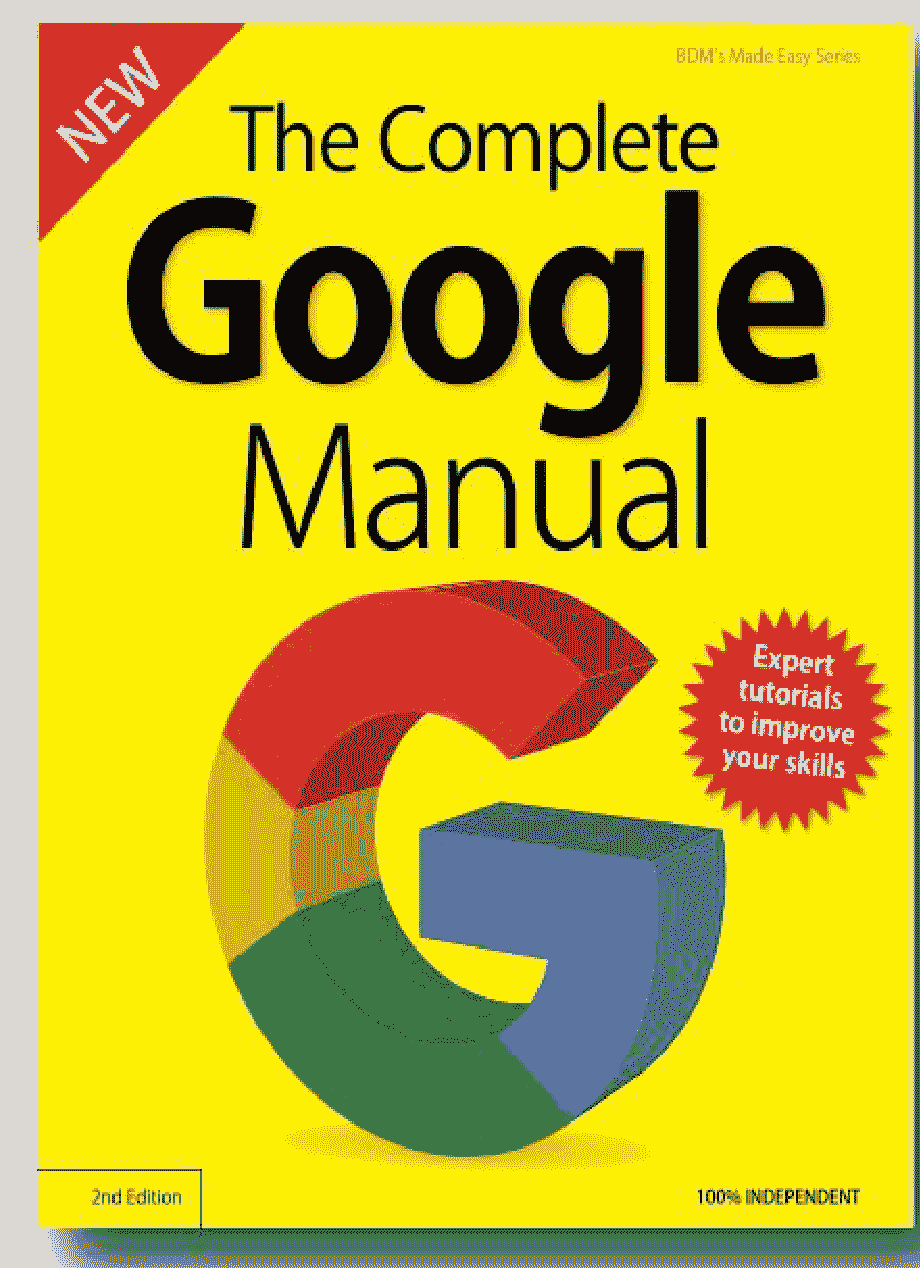 NEW
BDM's Made Easy Series
The Complete
Google
Manual
Expert
tutorials
to improve
your skills
2nd Edition
100% INDEPENDENT